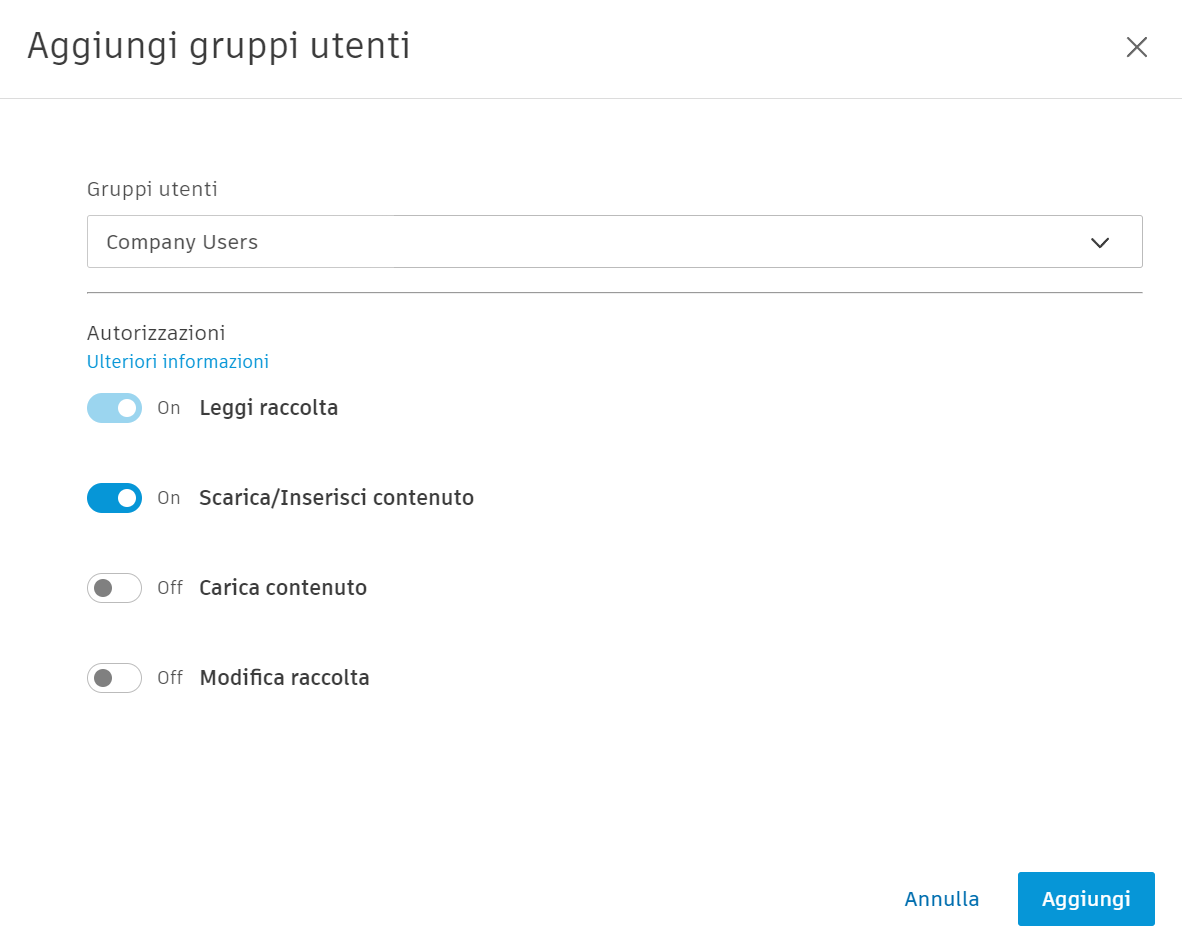 Aggiungi gruppi utenti
Gruppi utenti
Company Users
Autorizzazioni
Ulteriori informazioni
On Leggi raccolta
On Scarica/Inserisci contenuto
Off Carica contenuto
Off Modifica raccolta
Annulla Aggiungi